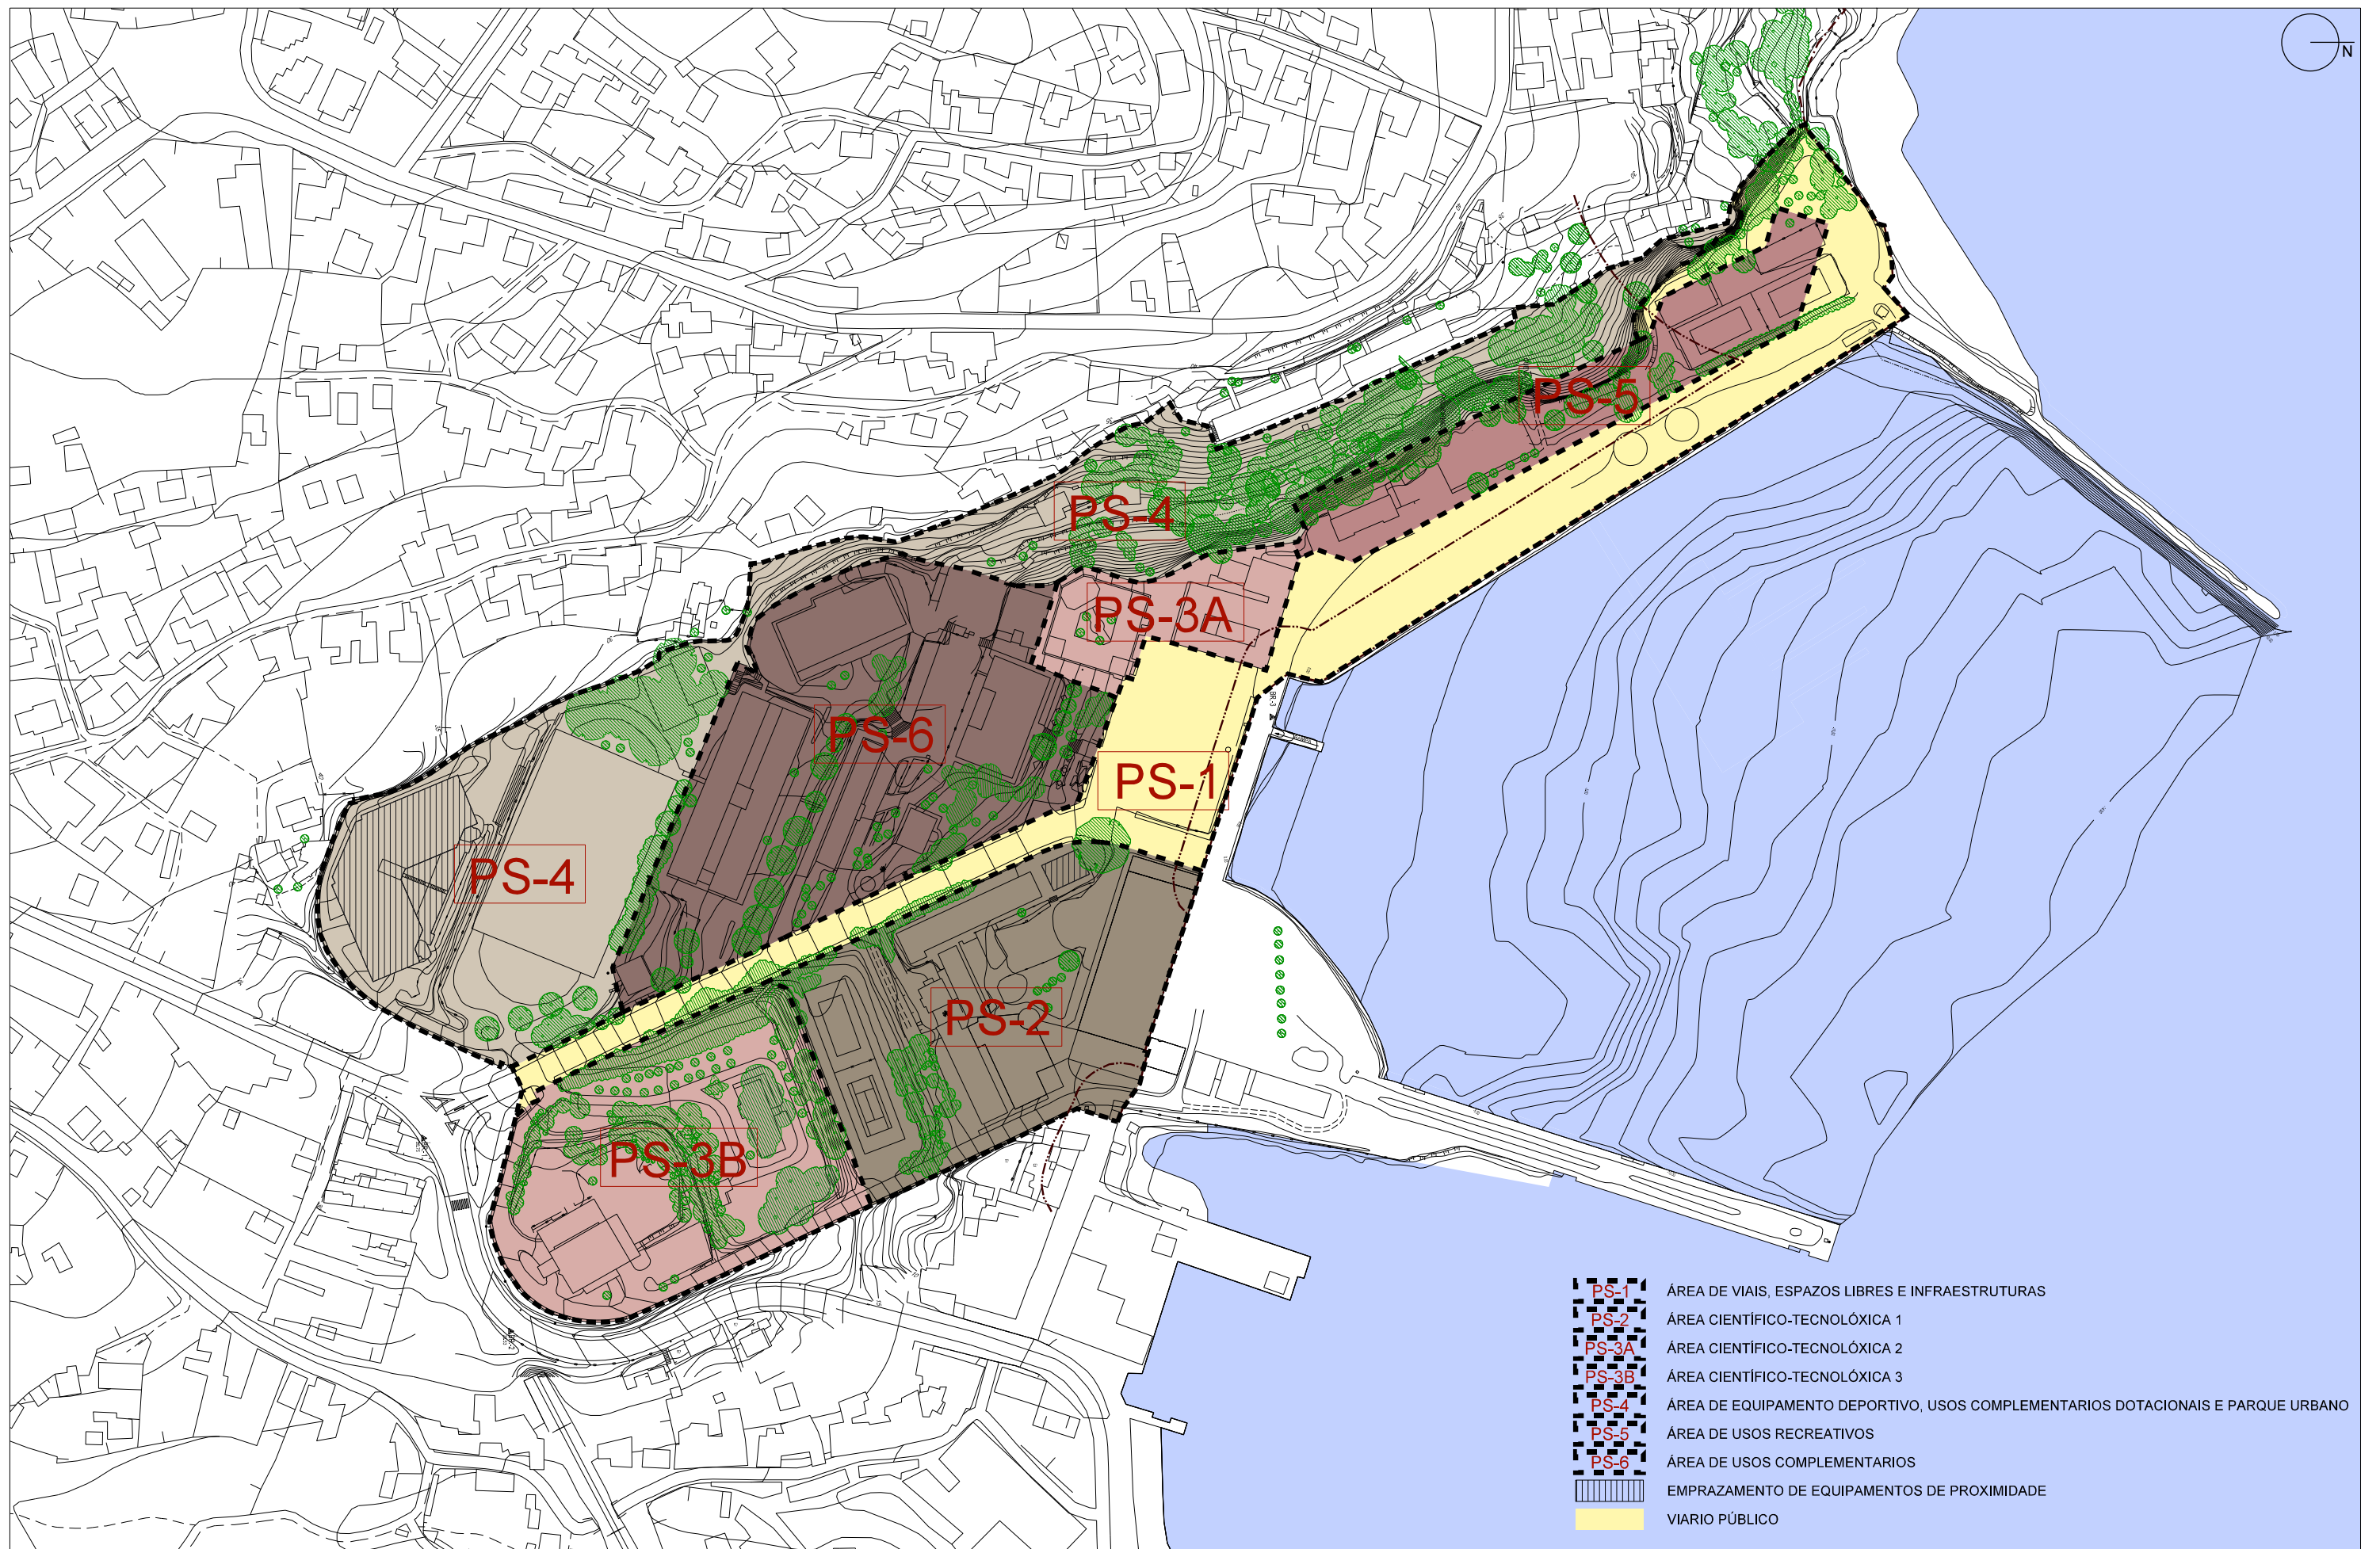 N
PS-5
PS-4
PS-3A
PS-6
PS-1
PS-4
PS-2
PS-3B
PS-1 ÁREA DE VIAIS, ESPAZOS LIBRES E INFRAESTRUTURAS
PS-2 ÁREA CIENTÍFICO-TECNOLÓXICA 1
PS-3A ÁREA CIENTÍFICO-TECNOLÓXICA 2
PS-3B ÁREA CIENTÍFICO-TECNOLÓXICA 3
PS-4 ÁREA DE EQUIPAMENTO DEPORTIVO, USOS COMPLEMENTARIOS DOTACIONAIS E PARQUE URBANO
PS-5 ÁREA DE USOS RECREATIVOS
PS-6 ÁREA DE USOS COMPLEMENTARIOS
EMPRAZAMENTO DE EQUIPAMENTOS DE PROXIMIDADE
VIARIO PÚBLICO